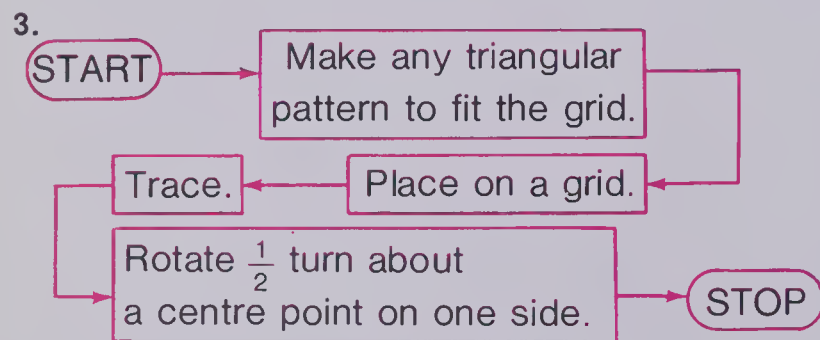 3.
START
Make any triangular
pattern to fit the grid.
Place on a grid.
Trace.
Rotate 1/2 turn about
a centre point on one side.
STOP